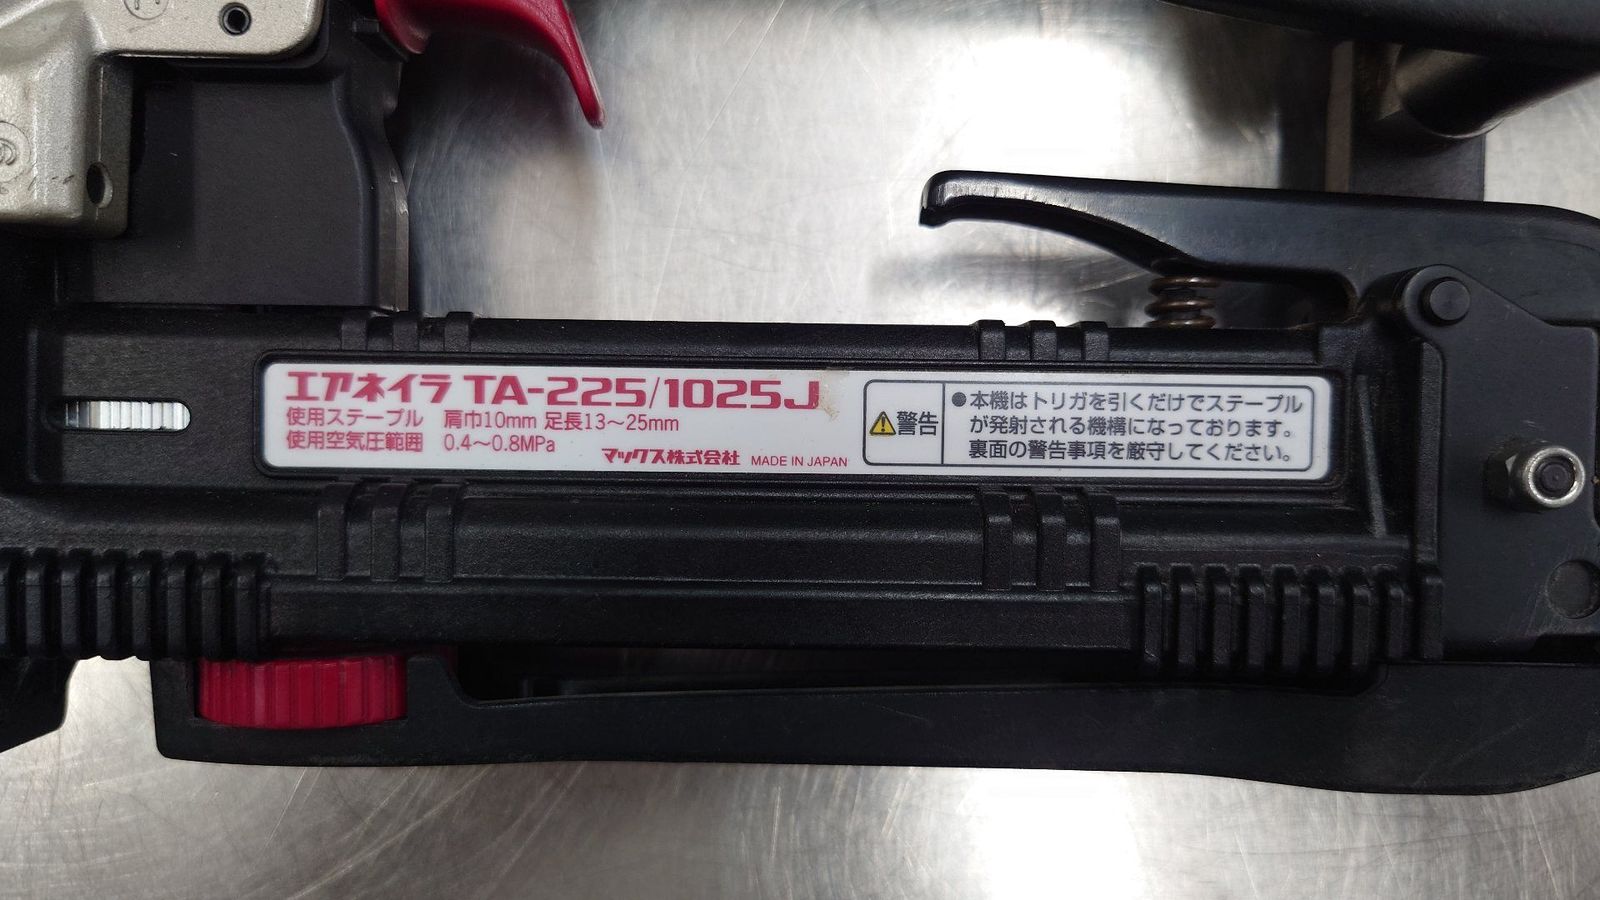 エアネイラ TA-225/1025J
使用ステープル 肩巾10mm 足長13～25mm
使用空気圧範囲 0.4～0.8MPa
マックス株式会社 MADE IN JAPAN
警告
●本機はトリガを引くだけでステープル
が発射される機構になっております。
裏面の警告事項を厳守してください。